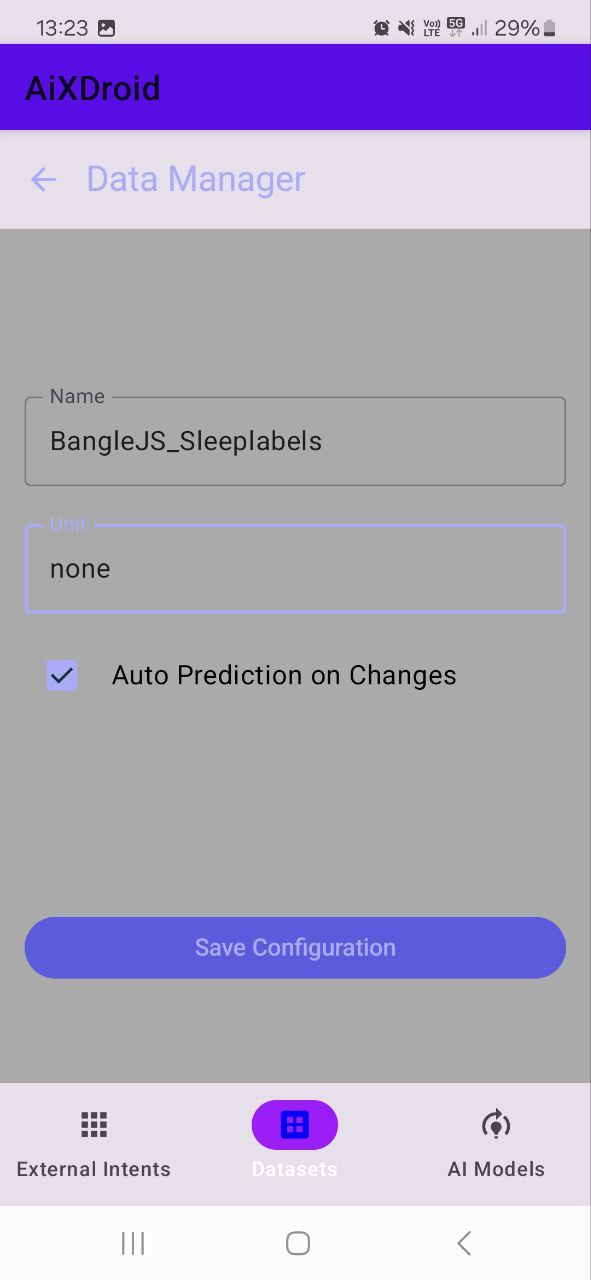 13:23 Vo)) LTE 5G 29%
AiXDroid
Data Manager
Name
BangleJS_Sleeplabels
Unit
none
Auto Prediction on Changes
Save Configuration
External Intents Datasets AI Models